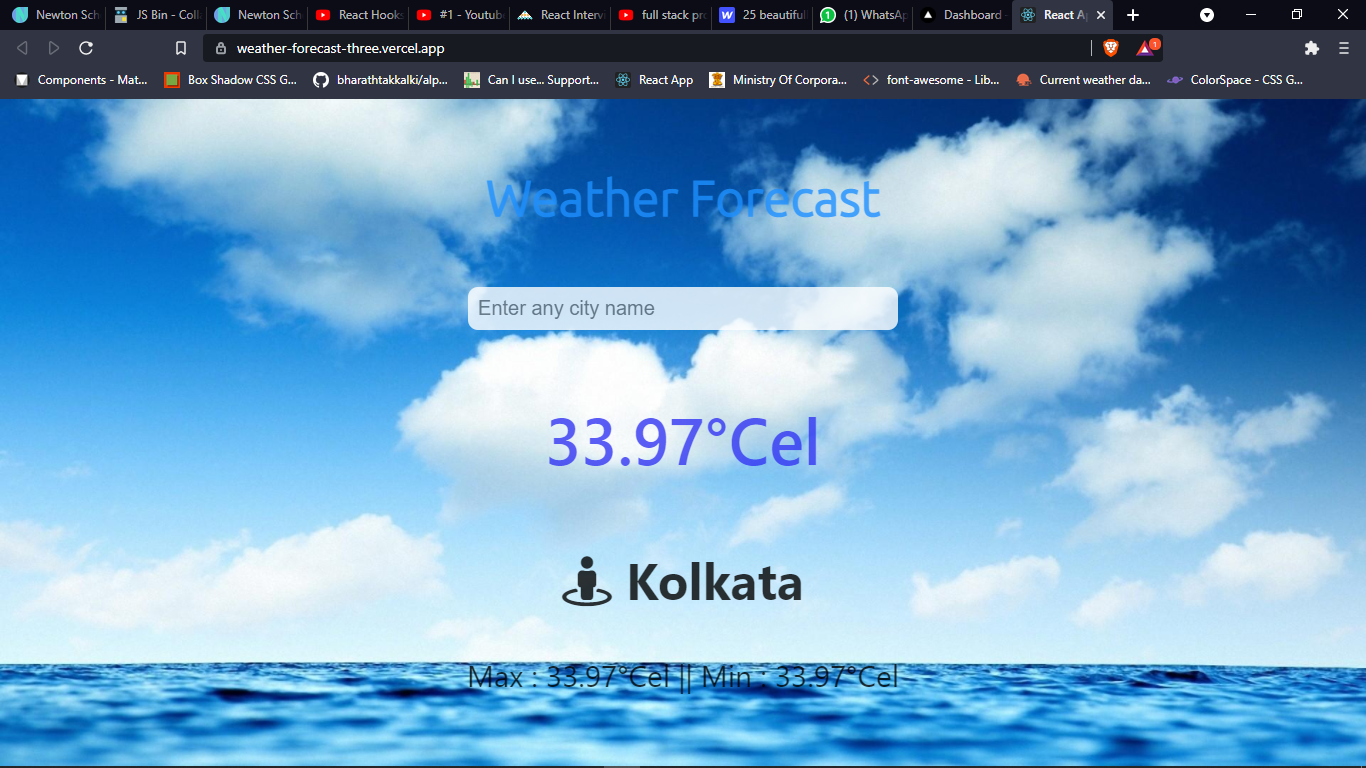 Newton Sch
JS Bin - Coll
Newton Sch
React Hooks
#1 - Youtub
React Interv
full stack pr
25 beautiful
(1) WhatsAp
Dashboard -
React A
weather-forecast-three.vercel.app
1
Components - Mat...
Box Shadow CSS G...
bharathtakkalki/alp...
Can I use... Support...
React App
Ministry Of Corpora...
font-awesome - Lib...
Current weather da...
ColorSpace - CSS G...
Weather Forecast
Enter any city name
33.97°Cel
Kolkata
Max : 33.97°Cel || Min : 33.97°Cel